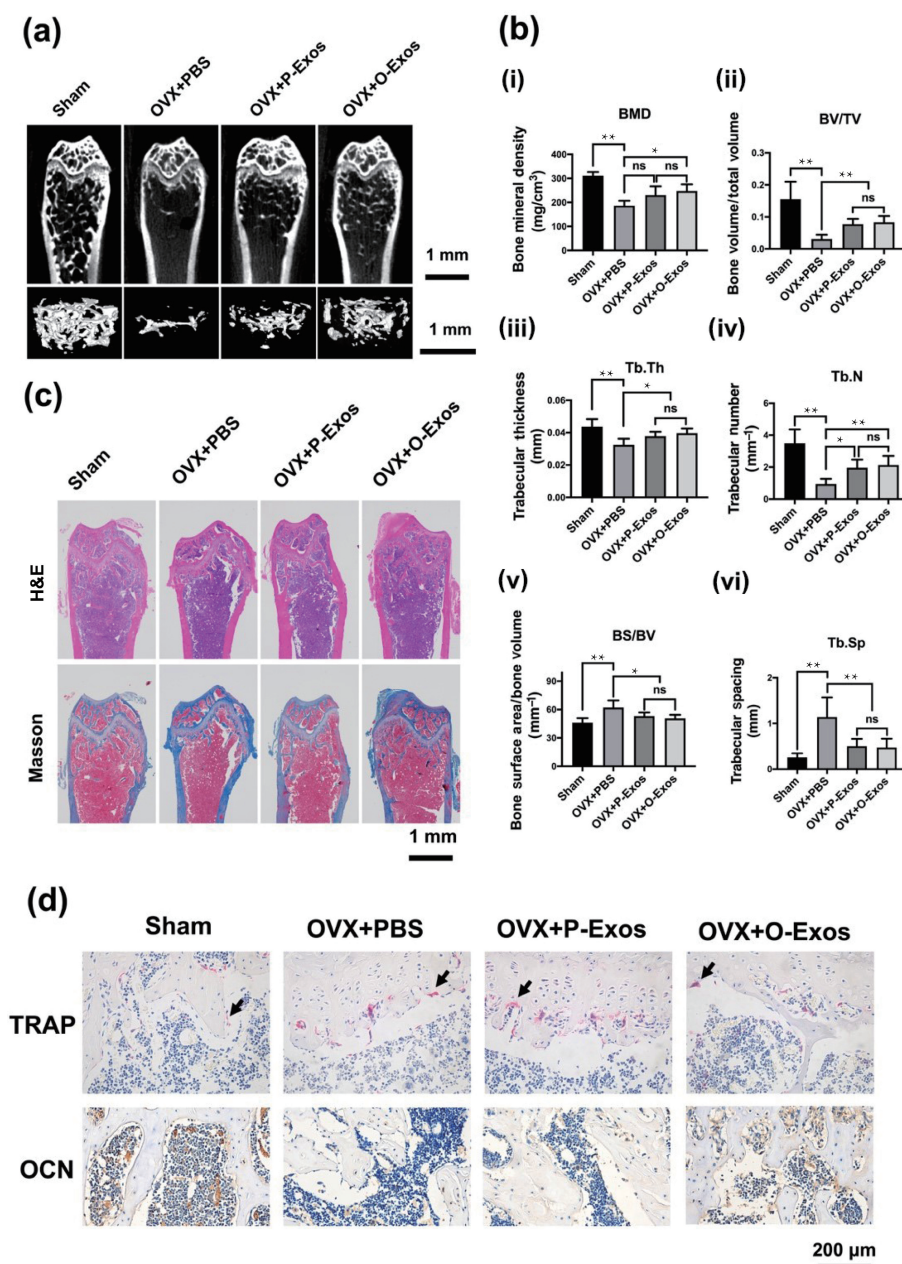 (a)
Sham
OVX+PBS
OVX+P-Exos
OVX+O-Exos
1 mm
1 mm
(b)
(i)
BMD
Bone mineral density
(mg/cm³)
400
300
200
100
0
**
*
ns
ns
Sham
OVX+PBS
OVX+P-Exos
OVX+O-Exos
(ii)
BV/TV
Bone volume/total volume
0.3
0.2
0.1
0.0
**
**
ns
Sham
OVX+PBS
OVX+P-Exos
OVX+O-Exos
(iii)
Tb.Th
Trabecular thickness
(mm)
0.06
0.04
0.02
0.00
**
*
ns
Sham
OVX+PBS
OVX+P-Exos
OVX+O-Exos
(iv)
Tb.N
Trabecular number
(mm⁻¹)
6
4
2
0
**
**
*
ns
Sham
OVX+PBS
OVX+P-Exos
OVX+O-Exos
(c)
Sham
OVX+PBS
OVX+P-Exos
OVX+O-Exos
H&E
Masson
1 mm
(v)
BS/BV
Bone surface area/bone volume
(mm⁻¹)
90
60
30
0
**
*
ns
Sham
OVX+PBS
OVX+P-Exos
OVX+O-Exos
(vi)
Tb.Sp
Trabecular spacing
(mm)
2
1
0
**
**
ns
Sham
OVX+PBS
OVX+P-Exos
OVX+O-Exos
(d)
Sham
OVX+PBS
OVX+P-Exos
OVX+O-Exos
TRAP
OCN
200 µm